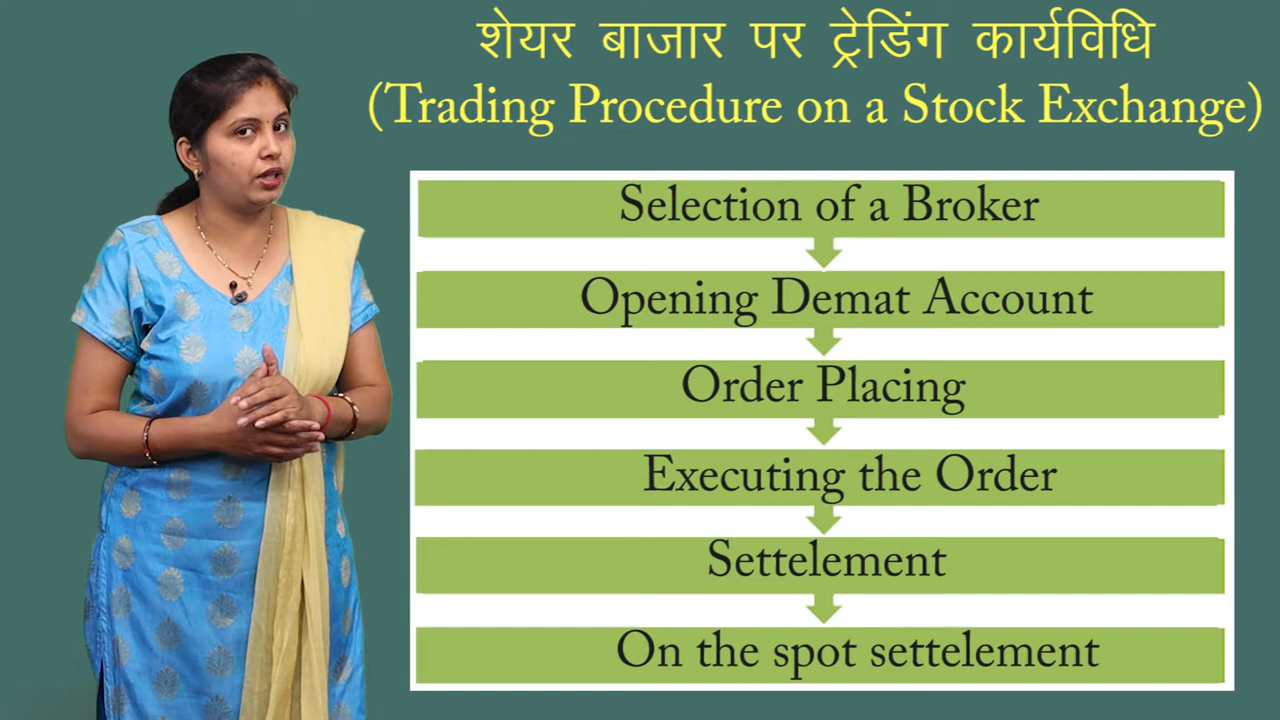 शेयर बाजार पर ट्रेडिंग कार्यविधि
(Trading Procedure on a Stock Exchange)
Selection of a Broker
Opening Demat Account
Order Placing
Executing the Order
Settelement
On the spot settelement